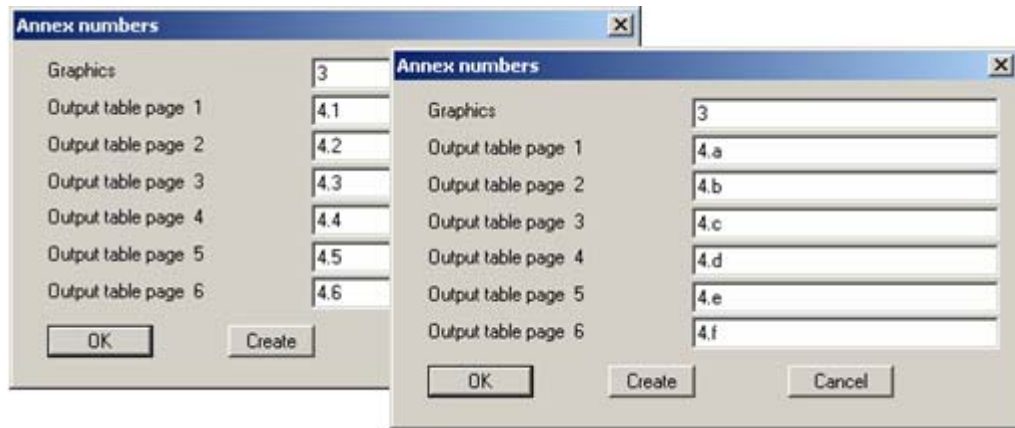 Annex numbers
Graphics 3
Output table page 1 4.1
Output table page 2 4.2
Output table page 3 4.3
Output table page 4 4.4
Output table page 5 4.5
Output table page 6 4.6
OK Create
Annex numbers
Graphics 3
Output table page 1 4.a
Output table page 2 4.b
Output table page 3 4.c
Output table page 4 4.d
Output table page 5 4.e
Output table page 6 4.f
OK Create Cancel